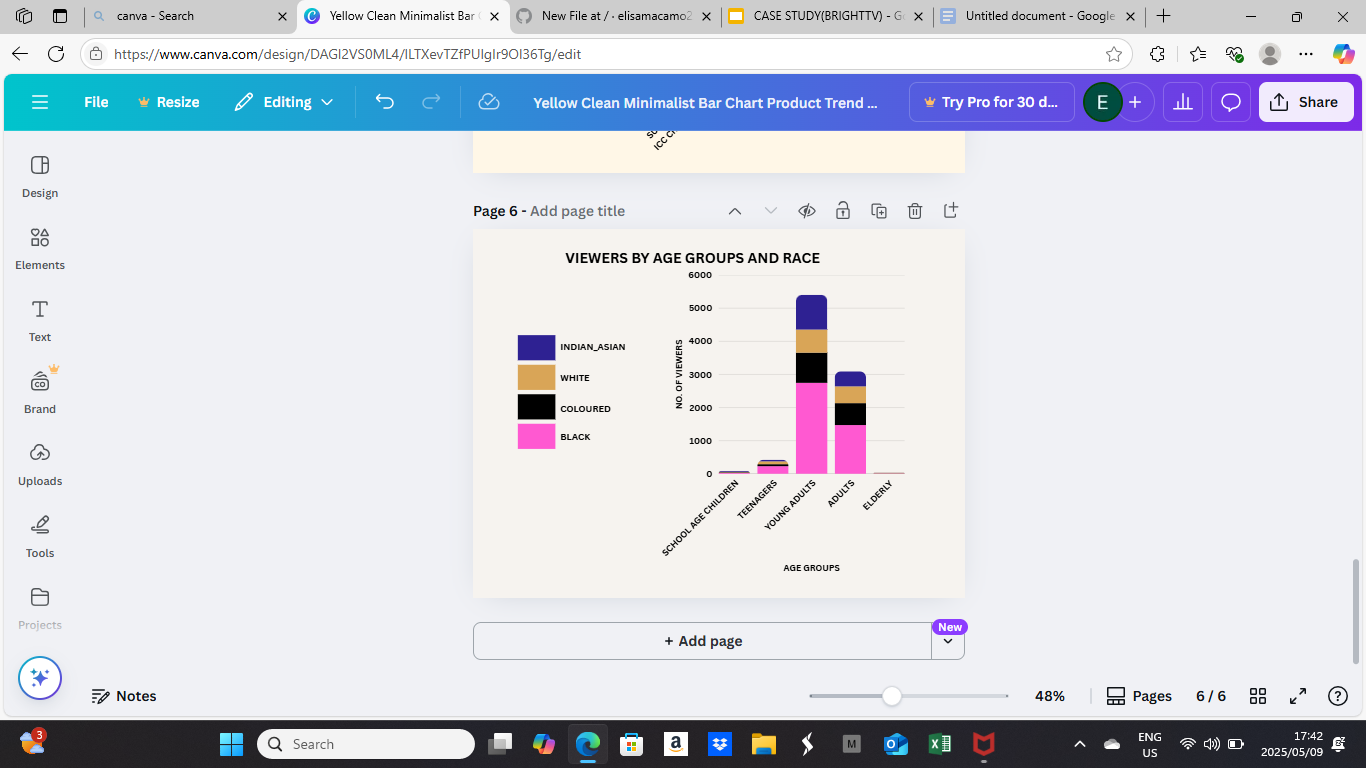 canva - Search
Yellow Clean Minimalist Bar C
New File at / · elisamacamo2
CASE STUDY(BRIGHTTV) - Go
Untitled document - Google
https://www.canva.com/design/DAGI2VS0ML4/lLTXevTZfPUIgIr9OI36Tg/edit
File
Resize
Editing
Yellow Clean Minimalist Bar Chart Product Trend ...
Try Pro for 30 d...
E
Share
Design
Elements
Text
Brand
Uploads
Tools
Projects
ICC C
Page 6 - Add page title
VIEWERS BY AGE GROUPS AND RACE
INDIAN_ASIAN
WHITE
COLOURED
BLACK
NO. OF VIEWERS
6000
5000
4000
3000
2000
1000
0
SCHOOL AGE CHILDREN
TEENAGERS
YOUNG ADULTS
ADULTS
ELDERLY
AGE GROUPS
+ Add page
New
Notes
48%
Pages
6 / 6
3
Search
M
ENG
US
17:42
2025/05/09